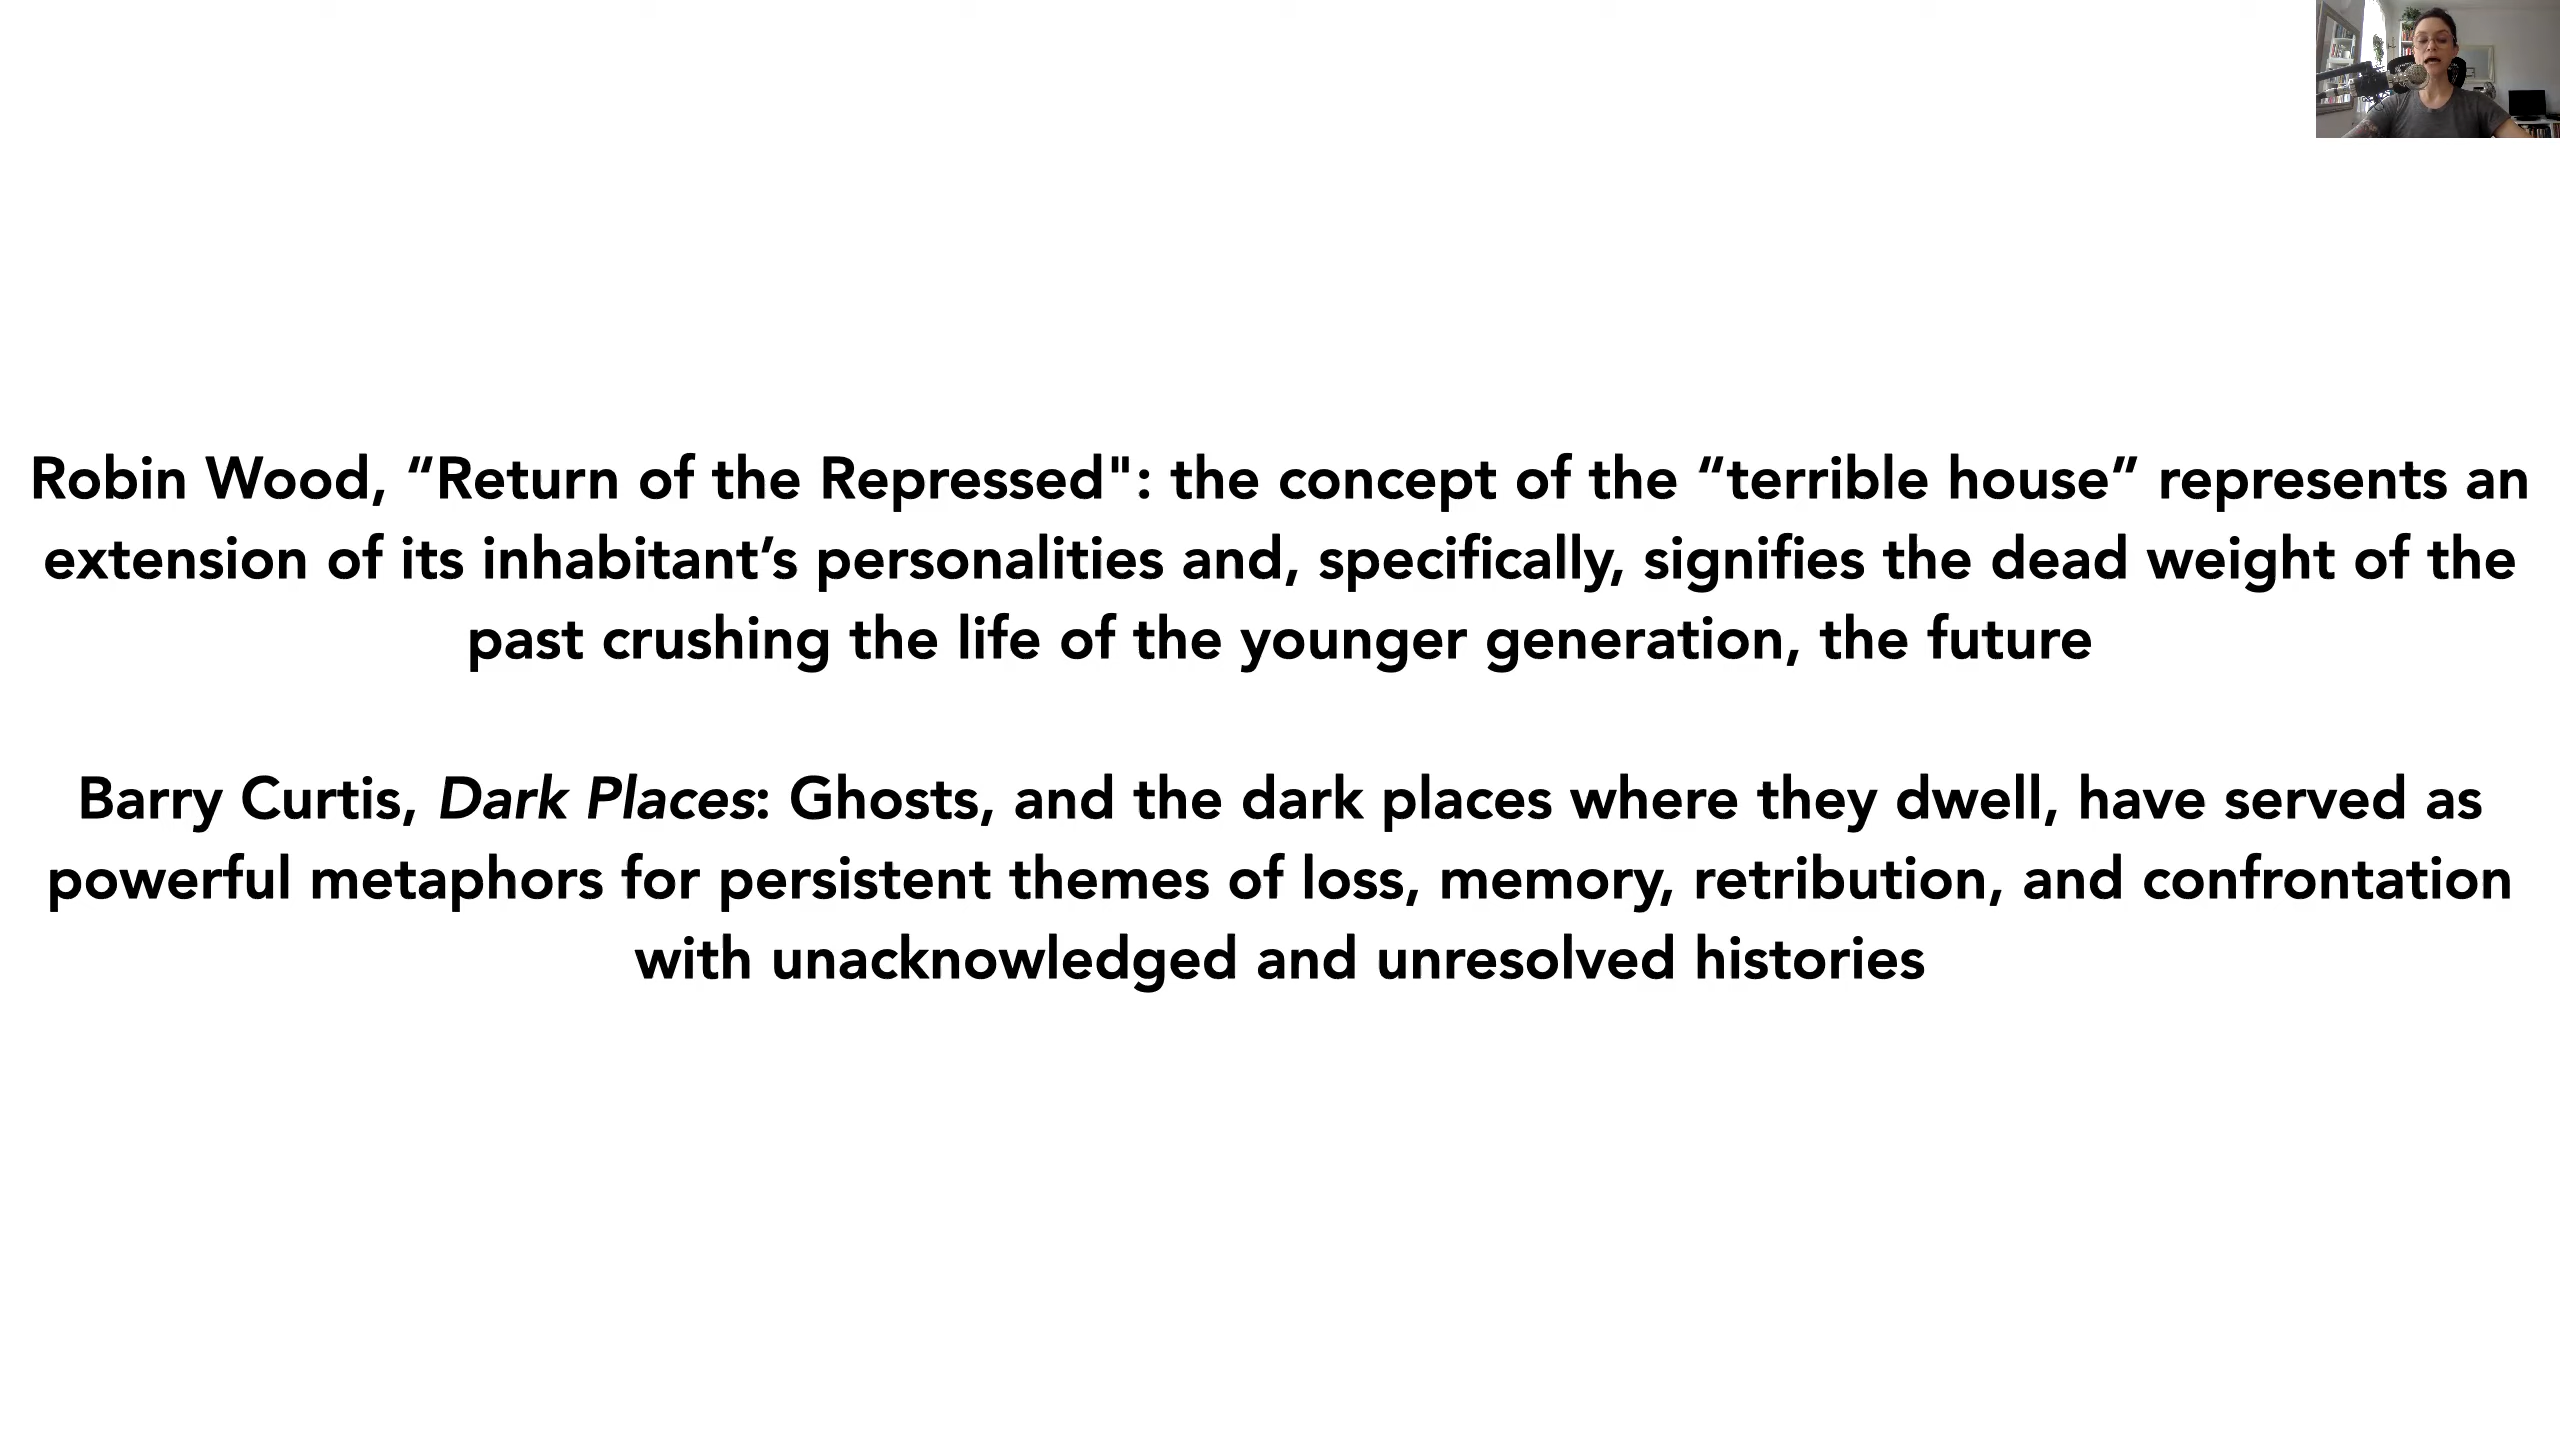 Robin Wood, “Return of the Repressed": the concept of the “terrible house” represents an
extension of its inhabitant’s personalities and, specifically, signifies the dead weight of the
past crushing the life of the younger generation, the future
Barry Curtis, Dark Places: Ghosts, and the dark places where they dwell, have served as
powerful metaphors for persistent themes of loss, memory, retribution, and confrontation
with unacknowledged and unresolved histories